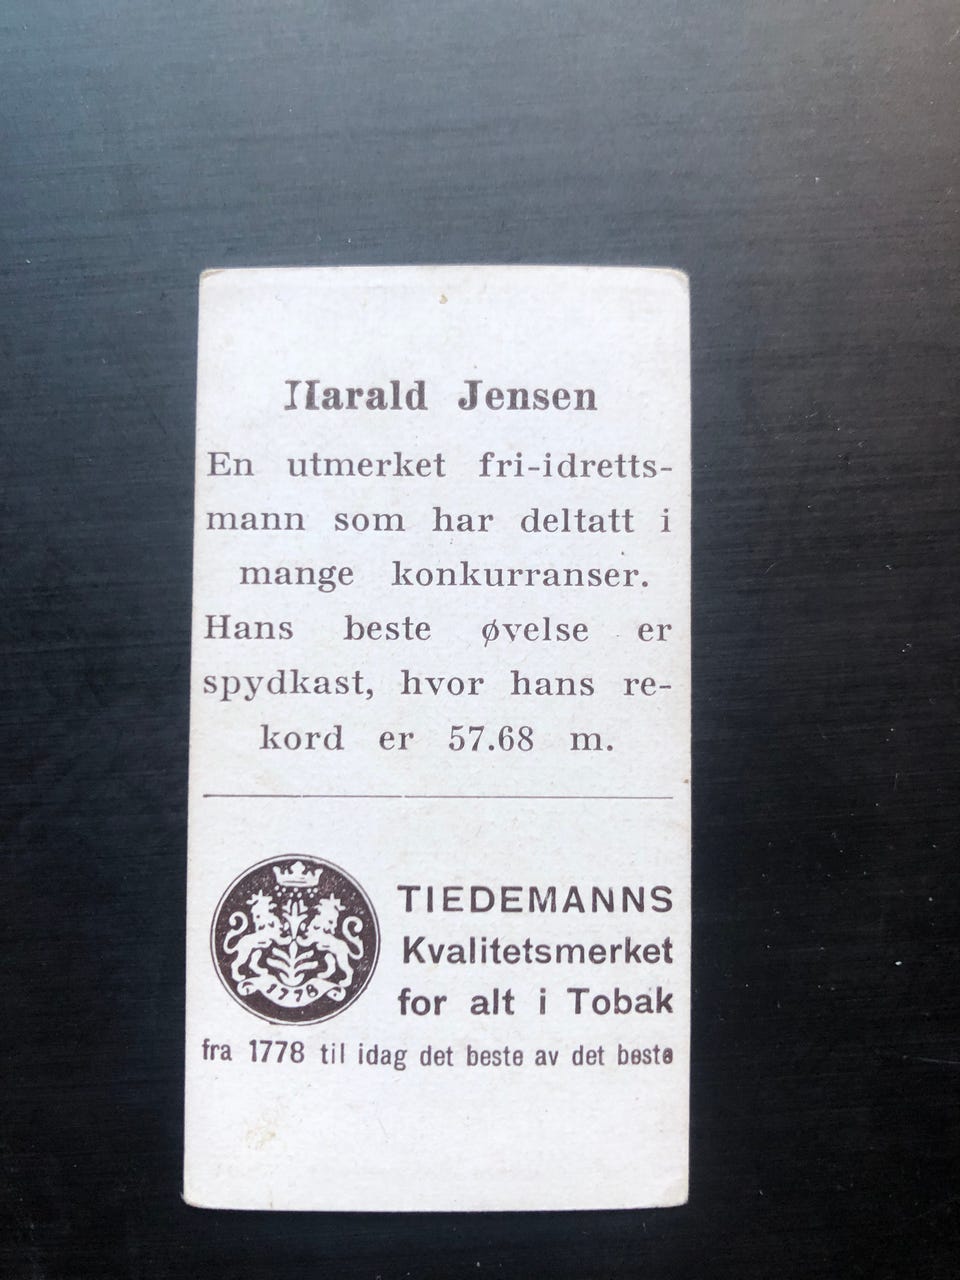 Harald Jensen
En utmerket fri-idretts-
mann som har deltatt i
mange konkurranser.
Hans beste øvelse er
spydkast, hvor hans re-
kord er 57.68 m.
1778
TIEDEMANNS
Kvalitetsmerket
for alt i Tobak
fra 1778 til idag det beste av det beste